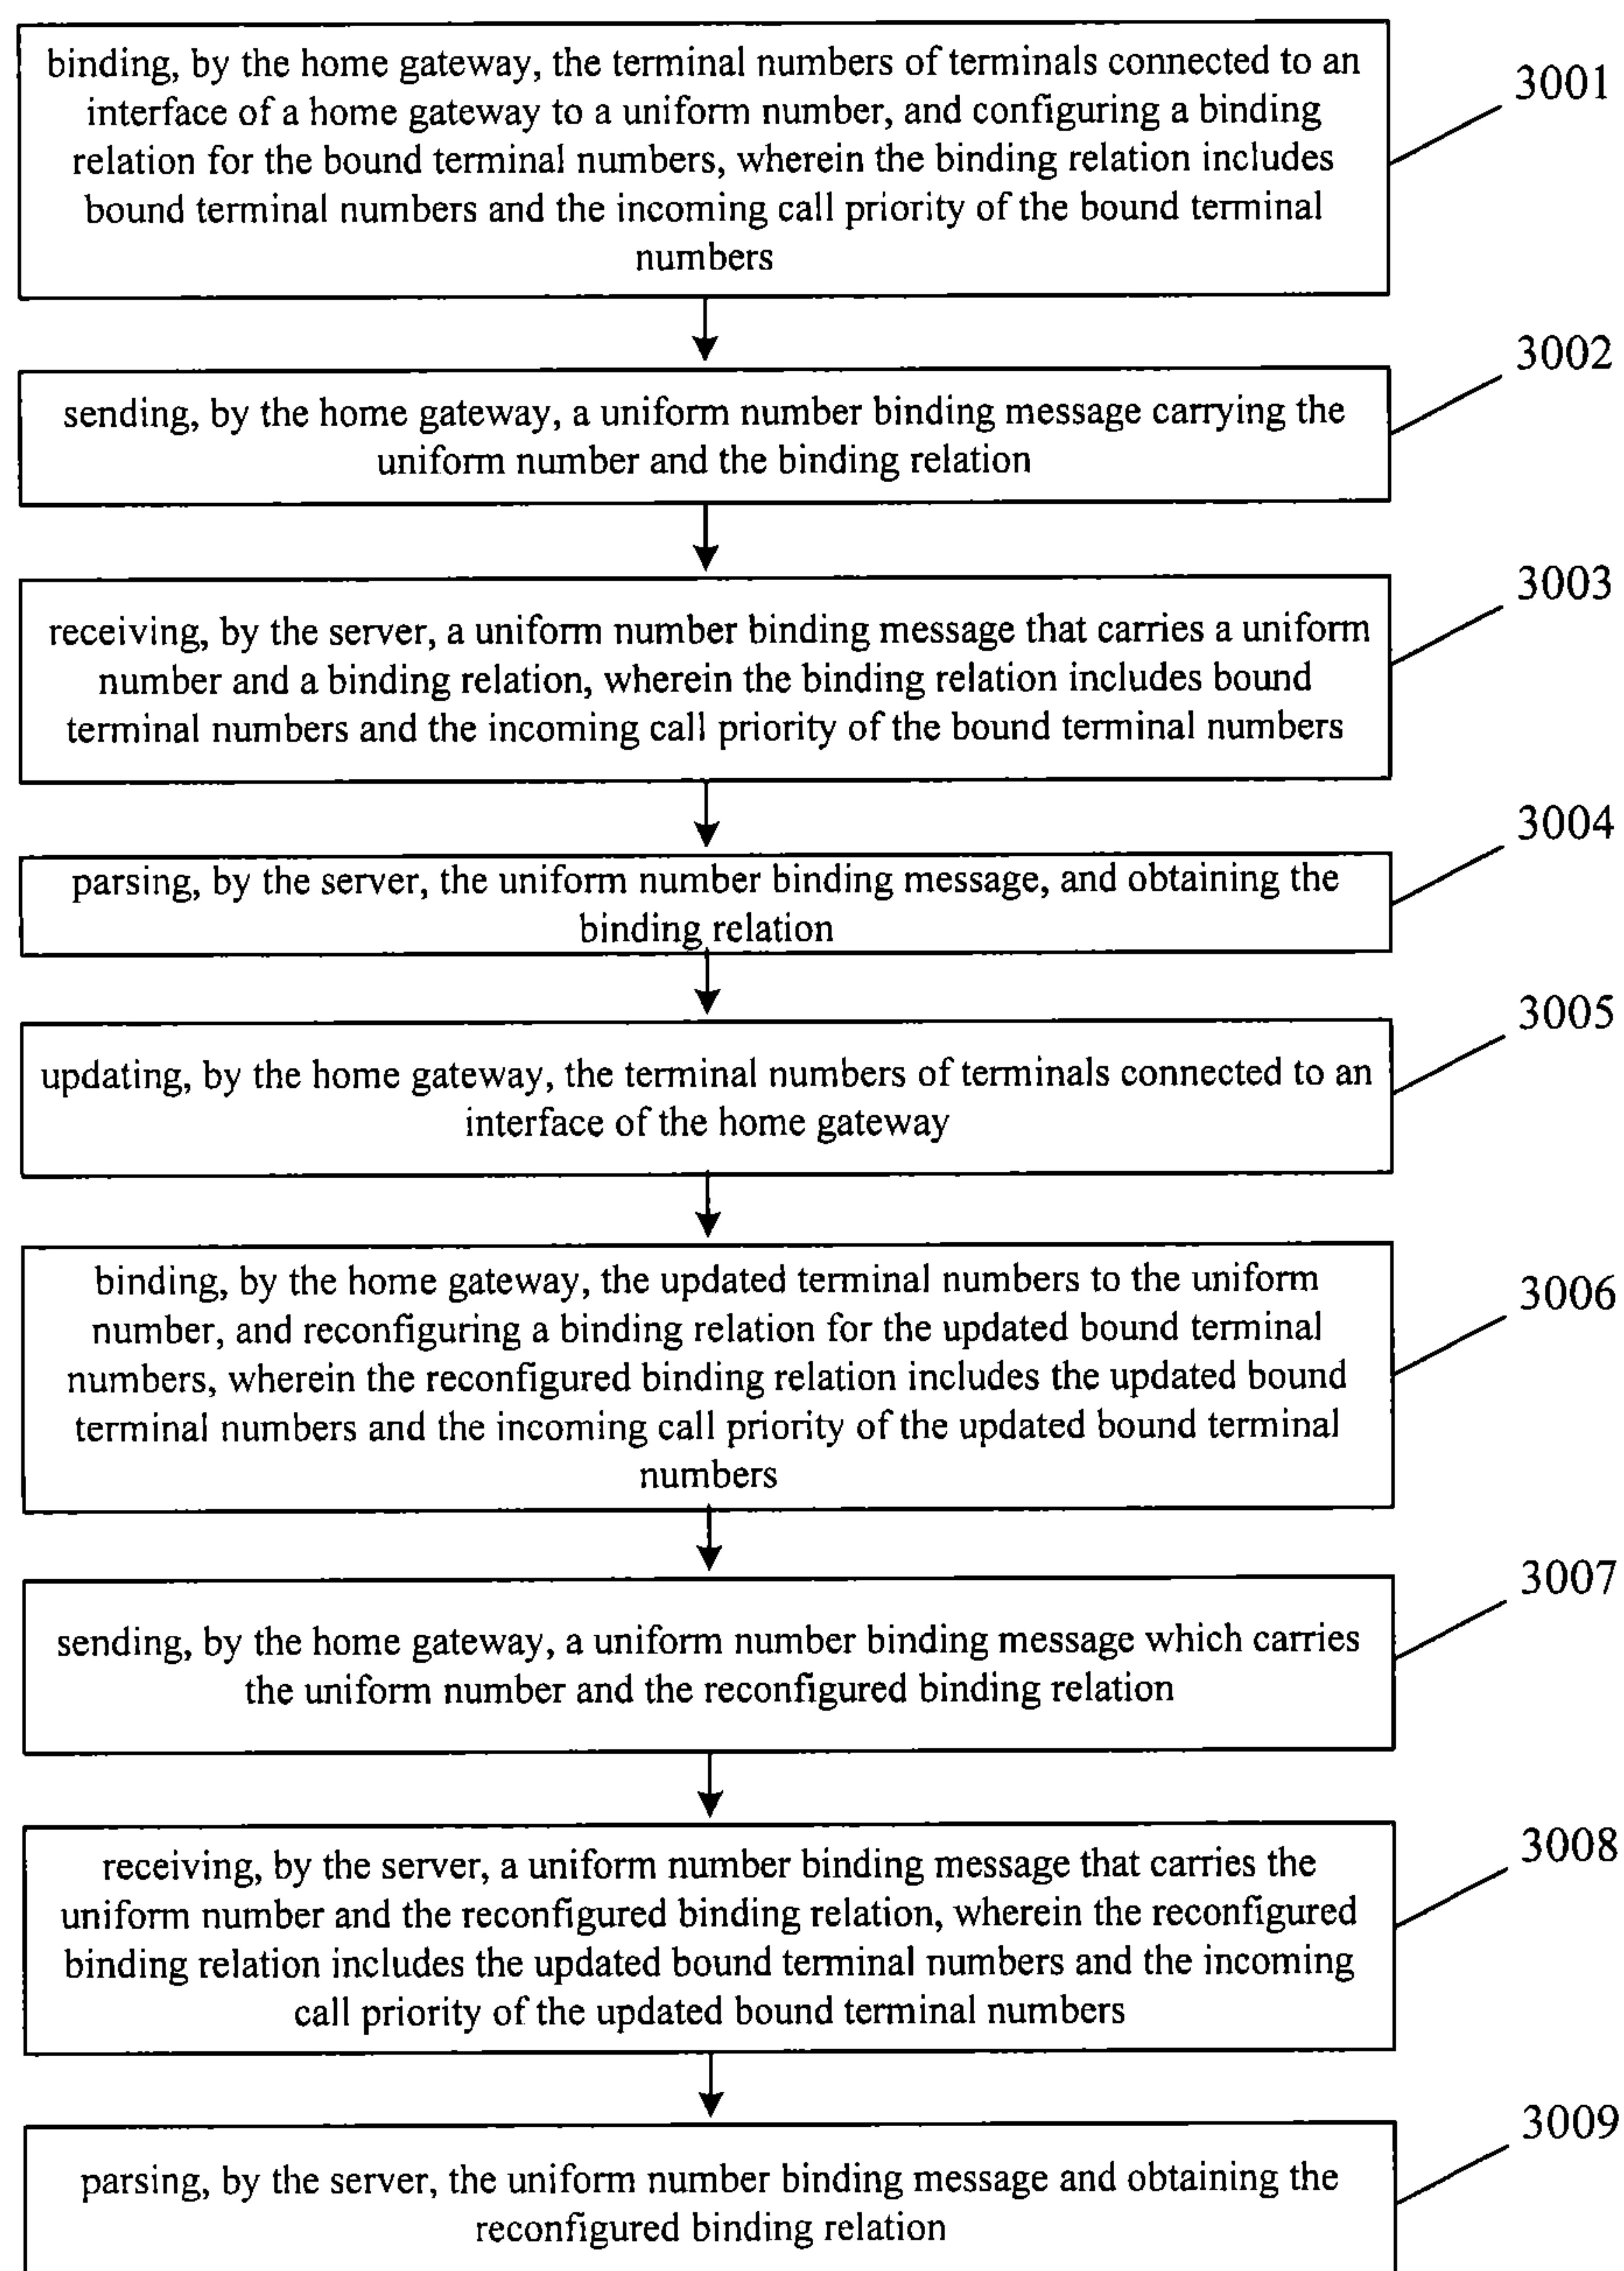 binding, by the home gateway, the terminal numbers of terminals connected to an
interface of a home gateway to a uniform number, and configuring a binding
relation for the bound terminal numbers, wherein the binding relation includes
bound terminal numbers and the incoming call priority of the bound terminal
numbers
3001
sending, by the home gateway, a uniform number binding message carrying the
uniform number and the binding relation
3002
receiving, by the server, a uniform number binding message that carries a uniform
number and a binding relation, wherein the binding relation includes bound
terminal numbers and the incoming call priority of the bound terminal numbers
3003
parsing, by the server, the uniform number binding message, and obtaining the
binding relation
3004
updating, by the home gateway, the terminal numbers of terminals connected to an
interface of the home gateway
3005
binding, by the home gateway, the updated terminal numbers to the uniform
number, and reconfiguring a binding relation for the updated bound terminal
numbers, wherein the reconfigured binding relation includes the updated bound
terminal numbers and the incoming call priority of the updated bound terminal
numbers
3006
sending, by the home gateway, a uniform number binding message which carries
the uniform number and the reconfigured binding relation
3007
receiving, by the server, a uniform number binding message that carries the
uniform number and the reconfigured binding relation, wherein the reconfigured
binding relation includes the updated bound terminal numbers and the incoming
call priority of the updated bound terminal numbers
3008
parsing, by the server, the uniform number binding message and obtaining the
reconfigured binding relation
3009